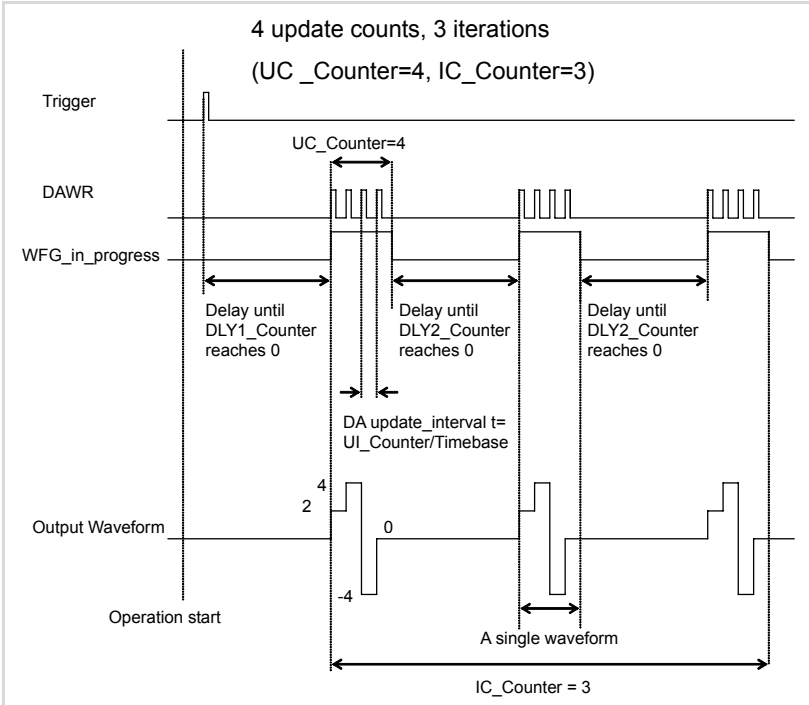 4 update counts, 3 iterations
(UC _Counter=4, IC_Counter=3)
Trigger
UC_Counter=4
DAWR
WFG_in_progress
Delay until
DLY1_Counter
reaches 0
Delay until
DLY2_Counter
reaches 0
Delay until
DLY2_Counter
reaches 0
DA update_interval t=
UI_Counter/Timebase
4
2
Output Waveform
0
-4
Operation start
A single waveform
IC_Counter = 3